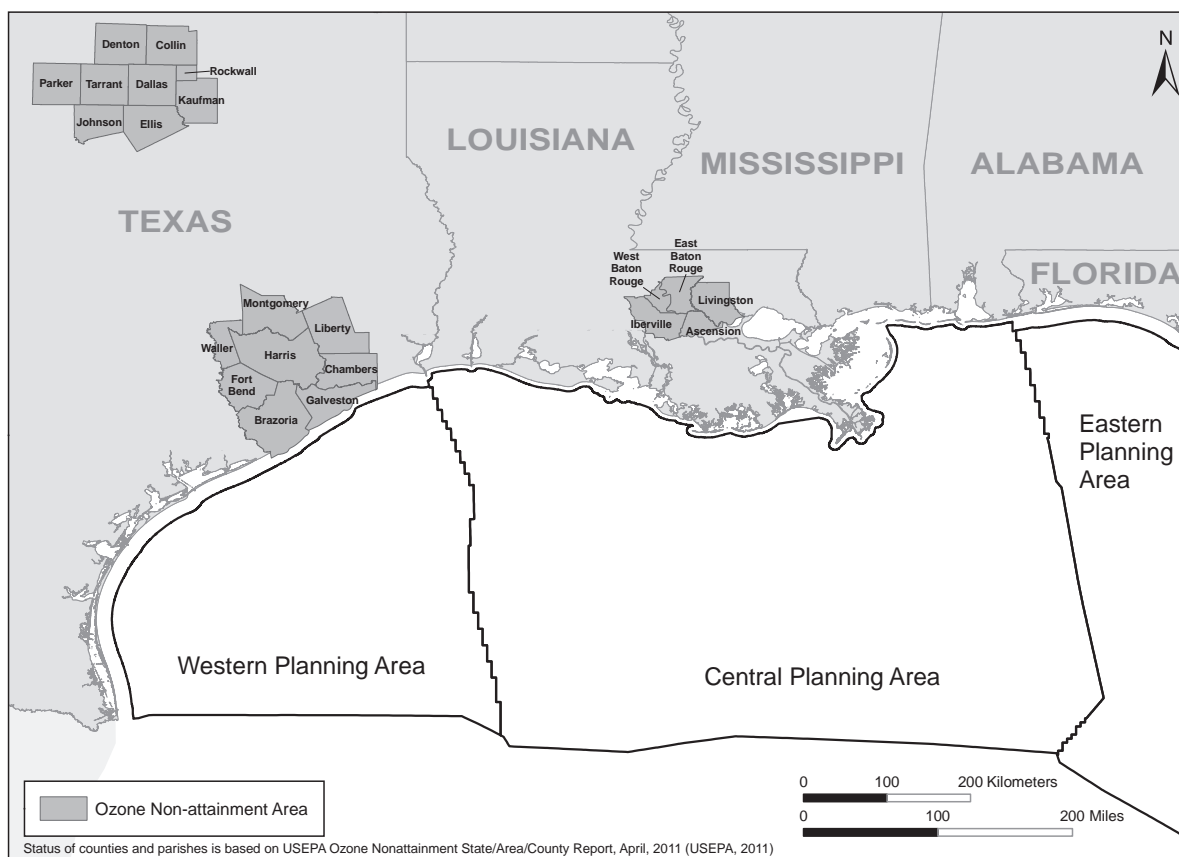 N
Denton
Collin
Rockwall
Parker
Tarrant
Dallas
Kaufman
Johnson
Ellis
LOUISIANA
MISSISSIPPI
ALABAMA
TEXAS
FLORIDA
West
Baton
Rouge
East
Baton
Rouge
Livingston
Iberville
Ascension
Montgomery
Liberty
Waller
Harris
Chambers
Fort
Bend
Galveston
Brazoria
Eastern
Planning
Area
Western Planning Area
Central Planning Area
Ozone Non-attainment Area
0 100 200 Kilometers
0 100 200 Miles
Status of counties and parishes is based on USEPA Ozone Nonattainment State/Area/County Report, April, 2011 (USEPA, 2011)